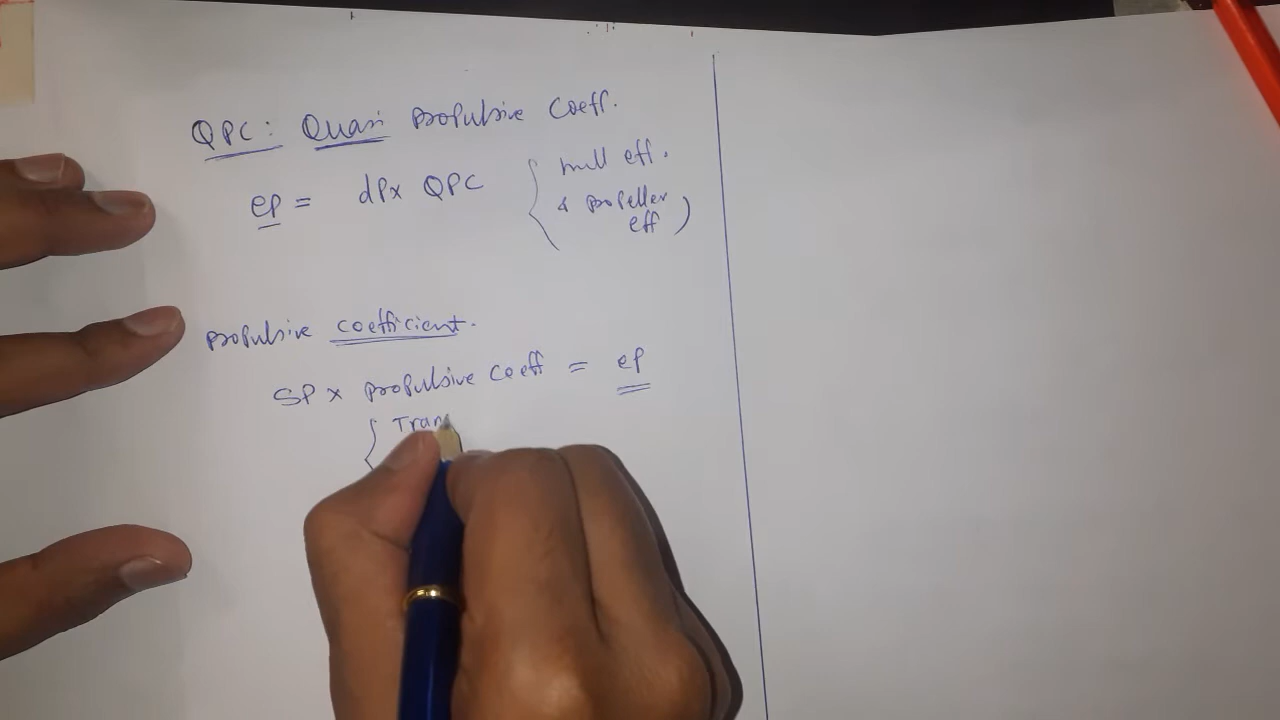 QPC: Quasi propulsive coeff.
ep = dp x QPC { hull eff.
& propeller
eff )
propulsive coefficient.
SP x propulsive coeff = ep
{ Tran